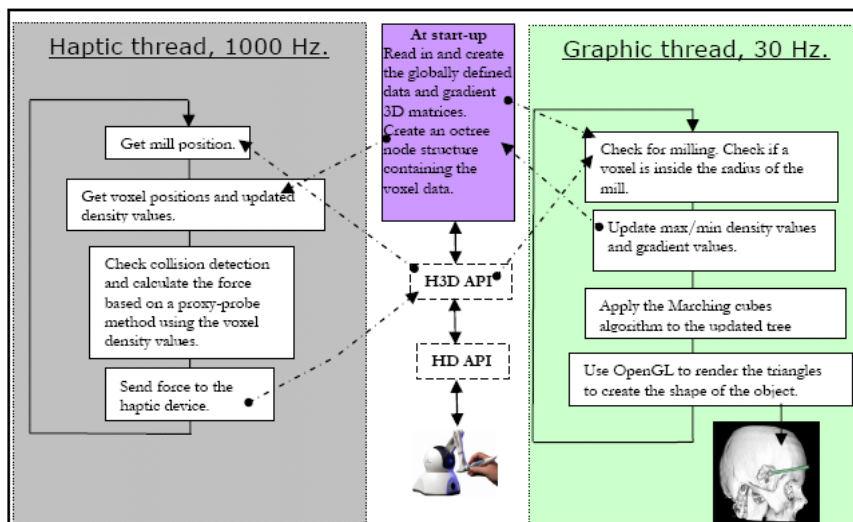 Haptic thread, 1000 Hz.
Get mill position.
Get voxel positions and updated
density values.
Check collision detection
and calculate the force
based on a proxy-probe
method using the voxel
density values.
Send force to the
haptic device.
At start-up
Read in and create
the globally defined
data and gradient
3D matrices.
Create an octree
node structure
containing the
voxel data.
H3D API
HD API
Graphic thread, 30 Hz.
Check for milling. Check if a
voxel is inside the radius of the
mill.
Update max/min density values
and gradient values.
Apply the Marching cubes
algorithm to the updated tree
Use OpenGL to render the triangles
to create the shape of the object.